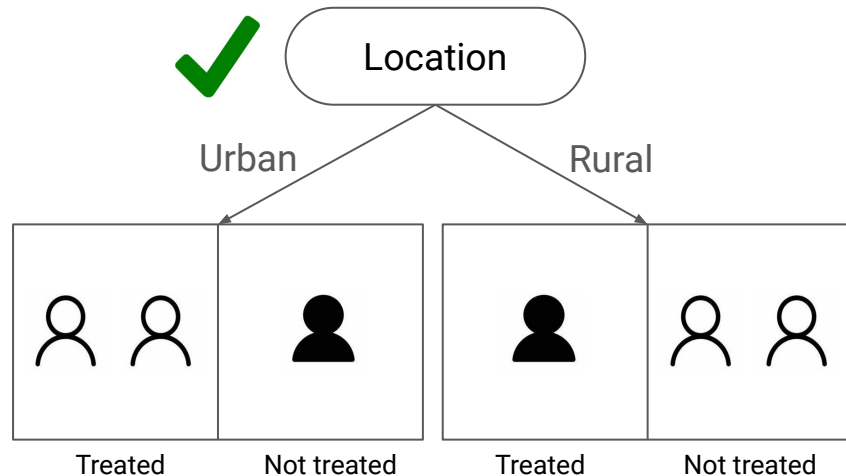 Location
Urban
Rural
Treated
Not treated
Treated
Not treated